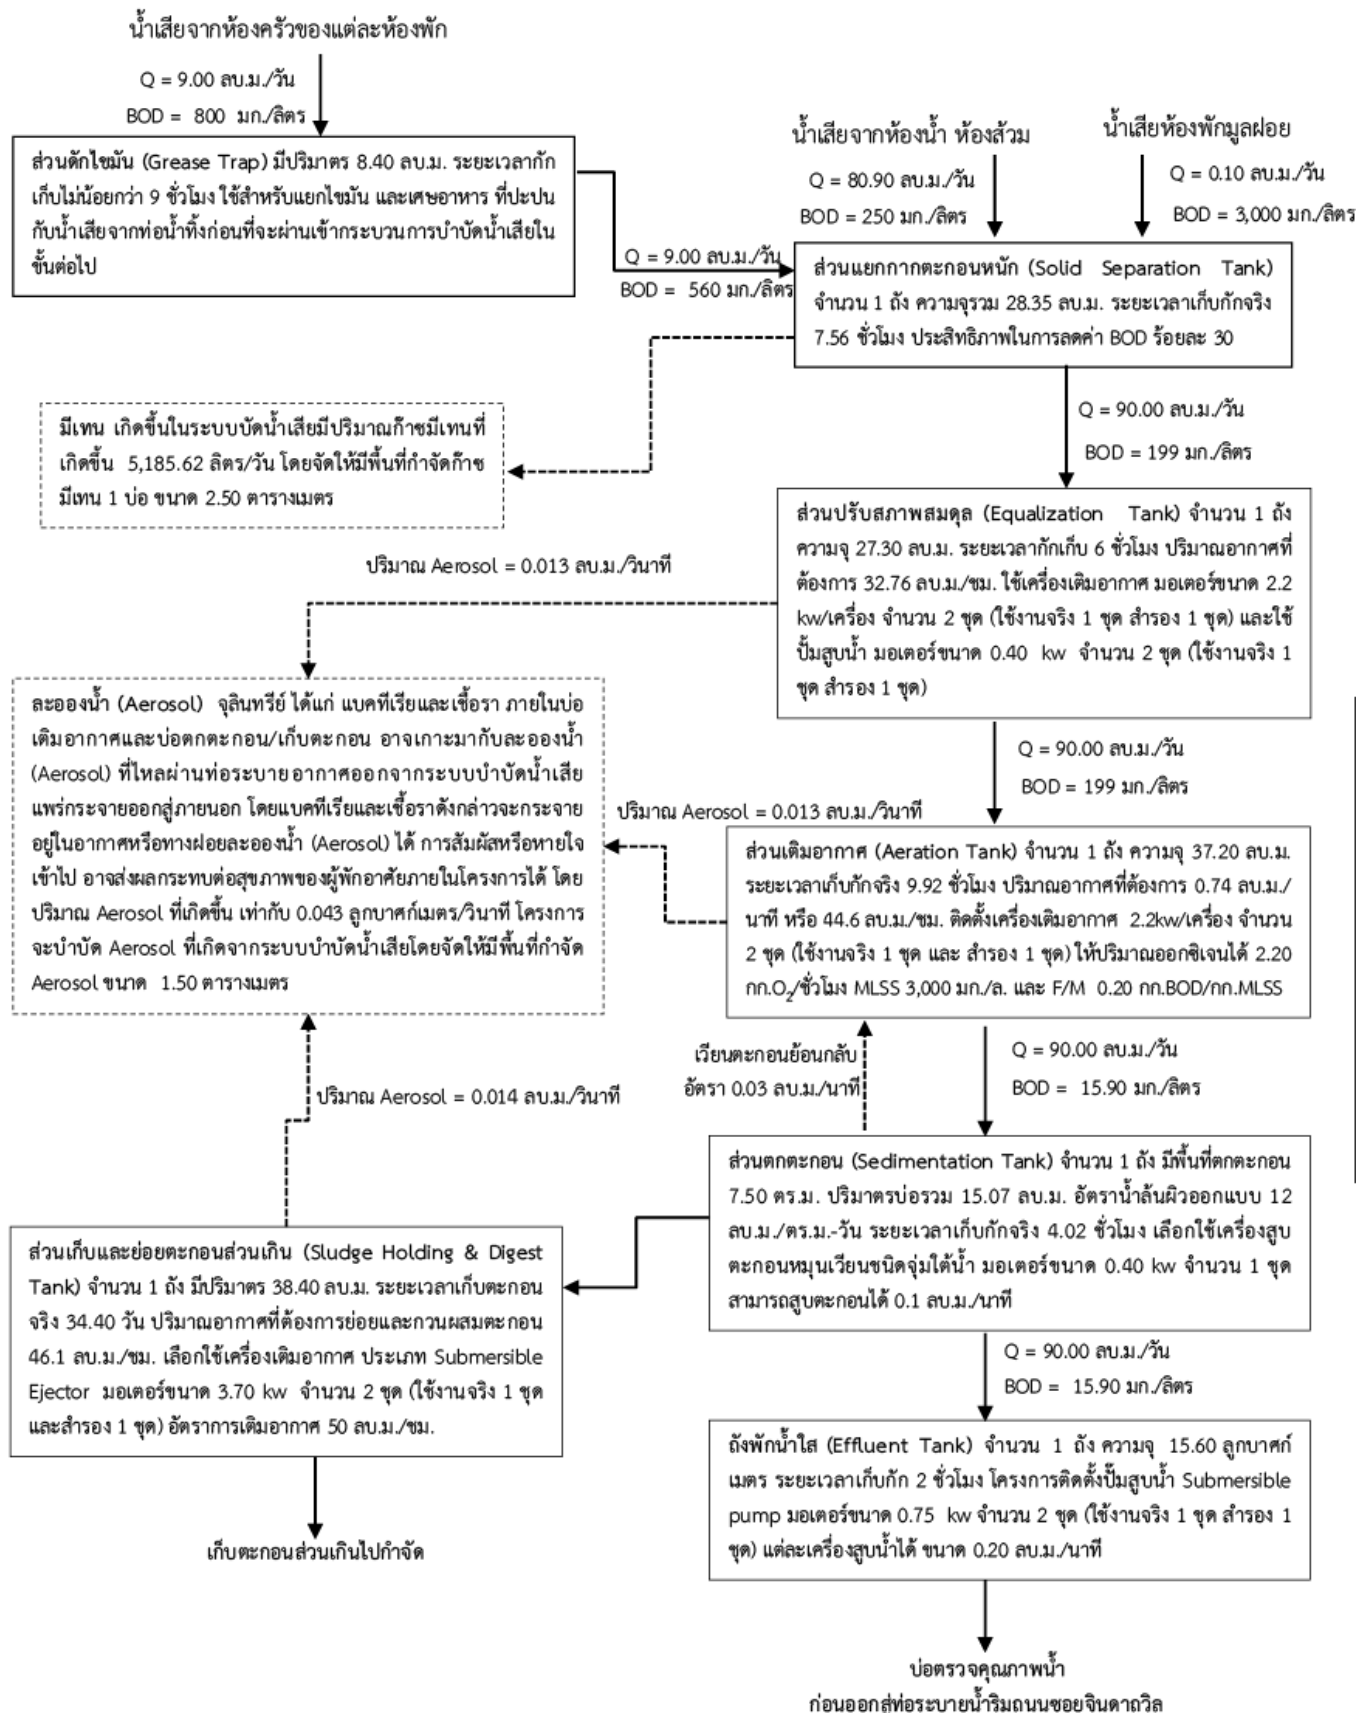 น้ำเสียจากห้องครัวของแต่ละห้องพัก
Q = 9.00 ลบ.ม./วัน
BOD = 800 มก./ลิตร
ส่วนดักไขมัน (Grease Trap) มีปริมาตร 8.40 ลบ.ม. ระยะเวลากัก
เก็บไม่น้อยกว่า 9 ชั่วโมง ใช้สำหรับแยกไขมัน และเศษอาหาร ที่ปะปน
กับน้ำเสียจากท่อน้ำทิ้งก่อนที่จะผ่านเข้ากระบวนการบำบัดน้ำเสียใน
ขั้นต่อไป
น้ำเสียจากห้องน้ำ ห้องส้วม
Q = 80.90 ลบ.ม./วัน
BOD = 250 มก./ลิตร
น้ำเสียห้องพักมูลฝอย
Q = 0.10 ลบ.ม./วัน
BOD = 3,000 มก./ลิตร
Q = 9.00 ลบ.ม./วัน
BOD = 560 มก./ลิตร
ส่วนแยกกากตะกอนหนัก (Solid Separation Tank)
จำนวน 1 ถัง ความจุรวม 28.35 ลบ.ม. ระยะเวลาเก็บกักจริง
7.56 ชั่วโมง ประสิทธิภาพในการลดค่า BOD ร้อยละ 30
มีเทน เกิดขึ้นในระบบบัดน้ำเสียมีปริมาณก๊าซมีเทนที่
เกิดขึ้น 5,185.62 ลิตร/วัน โดยจัดให้มีพื้นที่กำจัดก๊าซ
มีเทน 1 บ่อ ขนาด 2.50 ตารางเมตร
Q = 90.00 ลบ.ม./วัน
BOD = 199 มก./ลิตร
ส่วนปรับสภาพสมดุล (Equalization Tank) จำนวน 1 ถัง
ความจุ 27.30 ลบ.ม. ระยะเวลากักเก็บ 6 ชั่วโมง ปริมาณอากาศที่
ต้องการ 32.76 ลบ.ม./ชม. ใช้เครื่องเติมอากาศ มอเตอร์ขนาด 2.2
kw/เครื่อง จำนวน 2 ชุด (ใช้งานจริง 1 ชุด สำรอง 1 ชุด) และใช้
ปั้มสูบน้ำ มอเตอร์ขนาด 0.40 kw จำนวน 2 ชุด (ใช้งานจริง 1
ชุด สำรอง 1 ชุด)
ปริมาณ Aerosol = 0.013 ลบ.ม./วินาที
ละอองน้ำ (Aerosol) จุลินทรีย์ ได้แก่ แบคทีเรียและเชื้อรา ภายในบ่อ
เติมอากาศและบ่อตกตะกอน/เก็บตะกอน อาจเกาะมากับละอองน้ำ
(Aerosol) ที่ไหลผ่านท่อระบายอากาศออกจากระบบบำบัดน้ำเสีย
แพร่กระจายออกสู่ภายนอก โดยแบคทีเรียและเชื้อราดังกล่าวจะกระจาย
อยู่ในอากาศหรือทางฝอยละอองน้ำ (Aerosol) ได้ การสัมผัสหรือหายใจ
เข้าไป อาจส่งผลกระทบต่อสุขภาพของผู้พักอาศัยภายในโครงการได้ โดย
ปริมาณ Aerosol ที่เกิดขึ้น เท่ากับ 0.043 ลูกบาศก์เมตร/วินาที โครงการ
จะบำบัด Aerosol ที่เกิดจากระบบบำบัดน้ำเสียโดยจัดให้มีพื้นที่กำจัด
Aerosol ขนาด 1.50 ตารางเมตร
Q = 90.00 ลบ.ม./วัน
BOD = 199 มก./ลิตร
ปริมาณ Aerosol = 0.013 ลบ.ม./วินาที
ส่วนเติมอากาศ (Aeration Tank) จำนวน 1 ถัง ความจุ 37.20 ลบ.ม.
ระยะเวลาเก็บกักจริง 9.92 ชั่วโมง ปริมาณอากาศที่ต้องการ 0.74 ลบ.ม./
นาที หรือ 44.6 ลบ.ม./ชม. ติดตั้งเครื่องเติมอากาศ 2.2kw/เครื่อง จำนวน
2 ชุด (ใช้งานจริง 1 ชุด และ สำรอง 1 ชุด) ให้ปริมาณออกซิเจนได้ 2.20
กก.O₂/ชั่วโมง MLSS 3,000 มก./ล. และ F/M 0.20 กก.BOD/กก.MLSS
เวียนตะกอนย้อนกลับ
อัตรา 0.03 ลบ.ม./นาที
Q = 90.00 ลบ.ม./วัน
BOD = 15.90 มก./ลิตร
ปริมาณ Aerosol = 0.014 ลบ.ม./วินาที
ส่วนตกตะกอน (Sedimentation Tank) จำนวน 1 ถัง มีพื้นที่ตกตะกอน
7.50 ตร.ม. ปริมาตรบ่อรวม 15.07 ลบ.ม. อัตราน้ำล้นผิวออกแบบ 12
ลบ.ม./ตร.ม.-วัน ระยะเวลาเก็บกักจริง 4.02 ชั่วโมง เลือกใช้เครื่องสูบ
ตะกอนหมุนเวียนชนิดจุ่มใต้น้ำ มอเตอร์ขนาด 0.40 kw จำนวน 1 ชุด
สามารถสูบตะกอนได้ 0.1 ลบ.ม./นาที
ส่วนเก็บและย่อยตะกอนส่วนเกิน (Sludge Holding & Digest
Tank) จำนวน 1 ถัง มีปริมาตร 38.40 ลบ.ม. ระยะเวลาเก็บตะกอน
จริง 34.40 วัน ปริมาณอากาศที่ต้องการย่อยและกวนผสมตะกอน
46.1 ลบ.ม./ชม. เลือกใช้เครื่องเติมอากาศ ประเภท Submersible
Ejector มอเตอร์ขนาด 3.70 kw จำนวน 2 ชุด (ใช้งานจริง 1 ชุด
และสำรอง 1 ชุด) อัตราการเติมอากาศ 50 ลบ.ม./ชม.
Q = 90.00 ลบ.ม./วัน
BOD = 15.90 มก./ลิตร
ถังพักน้ำใส (Effluent Tank) จำนวน 1 ถัง ความจุ 15.60 ลูกบาศก์
เมตร ระยะเวลาเก็บกัก 2 ชั่วโมง โครงการติดตั้งปั๊มสูบน้ำ Submersible
pump มอเตอร์ขนาด 0.75 kw จำนวน 2 ชุด (ใช้งานจริง 1 ชุด สำรอง 1
ชุด) แต่ละเครื่องสูบน้ำได้ ขนาด 0.20 ลบ.ม./นาที
เก็บตะกอนส่วนเกินไปกำจัด
บ่อตรวจคุณภาพน้ำ
ก่อนออกสู่ท่อระบายน้ำริมถนนซอยจินดาถวิล